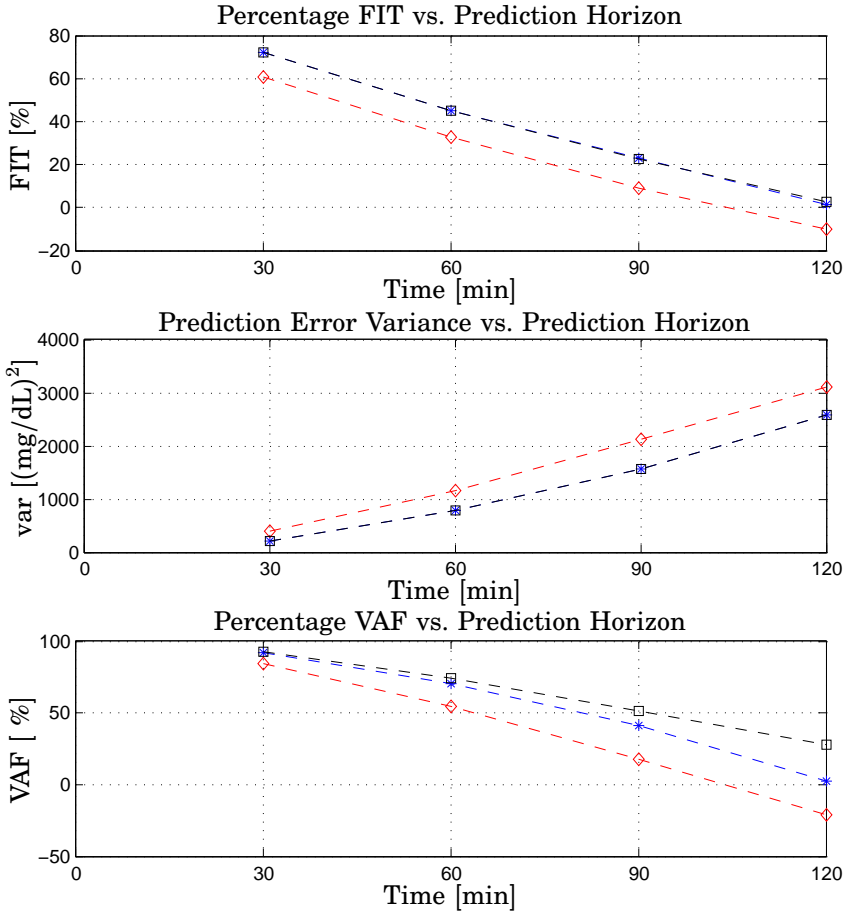 Percentage FIT vs. Prediction Horizon
80
60
40
20
0
−20
FIT [%]
0 30 60 90 120
Time [min]
Prediction Error Variance vs. Prediction Horizon
4000
3000
2000
1000
0
var [(mg/dL)²]
0 30 60 90 120
Time [min]
Percentage VAF vs. Prediction Horizon
100
50
0
−50
VAF [ %]
0 30 60 90 120
Time [min]